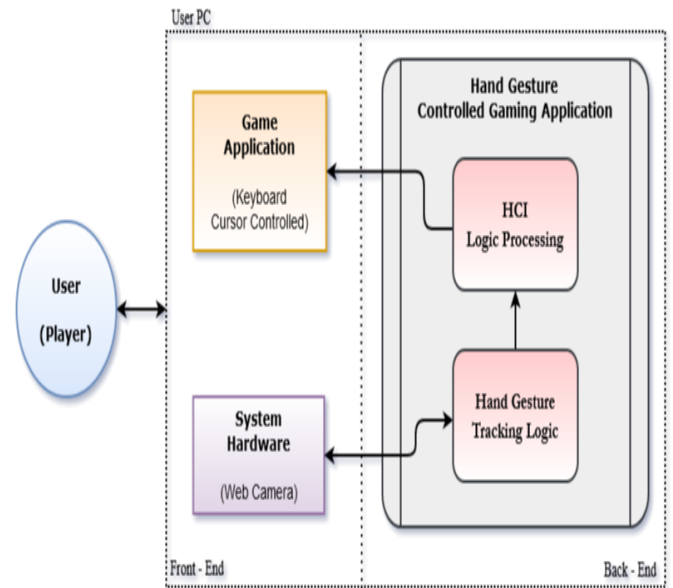 User PC
Hand Gesture
Controlled Gaming Application
Game
Application
(Keyboard
Cursor Controlled)
HCI
Logic Processing
User
(Player)
Hand Gesture
Tracking Logic
System
Hardware
(Web Camera)
Front - End
Back - End